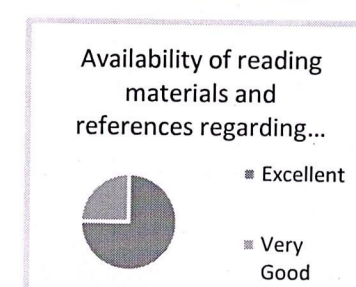 Availability of reading
materials and
references regarding...
Excellent
Very
Good